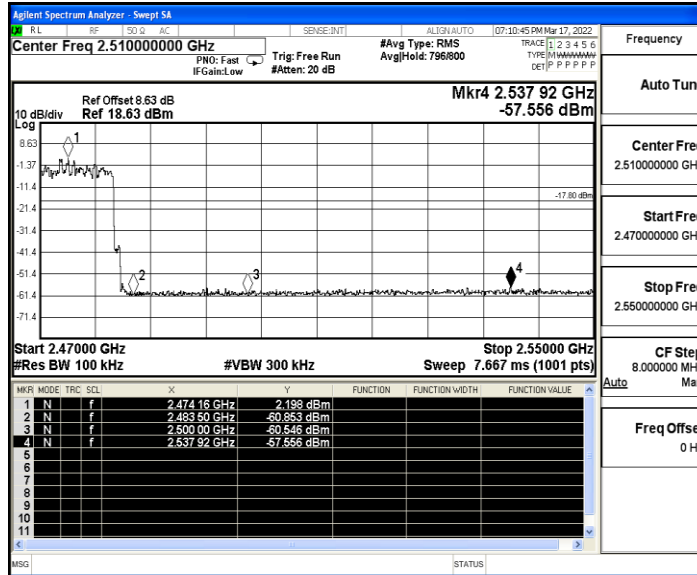 Agilent Spectrum Analyzer - Swept SA
RL RF 50 Ω AC SENSE:INT ALIGN AUTO 07:10:45 PM Mar 17, 2022
Center Freq 2.510000000 GHz
PNO: Fast
IFGain:Low
Trig: Free Run
#Atten: 20 dB
#Avg Type: RMS
Avg|Hold: 796/800
TRACE 1 2 3 4 5 6
TYPE M
DET P P P P P P
Frequency
Ref Offset 8.63 dB
10 dB/div Ref 18.63 dBm
Log
Mkr4 2.537 92 GHz
-57.556 dBm
8.63
-1.37
-11.4
-21.4
-31.4
-41.4
-51.4
-61.4
-71.4
1
2
3
4
-17.80 dBm
Start 2.47000 GHz Stop 2.55000 GHz
#Res BW 100 kHz #VBW 300 kHz Sweep 7.667 ms (1001 pts)
MKR MODE TRC SCL X Y FUNCTION FUNCTION WIDTH FUNCTION VALUE
1 N f 2.474 16 GHz 2.198 dBm
2 N f 2.483 50 GHz -60.853 dBm
3 N f 2.500 00 GHz -60.546 dBm
4 N f 2.537 92 GHz -57.556 dBm
5
6
7
8
9
10
11
MSG STATUS
Auto Tun
Center Fre
2.510000000 GH
Start Fre
2.470000000 GH
Stop Fre
2.550000000 GH
CF Step
8.000000 MH
Auto Ma
Freq Offse
0 H